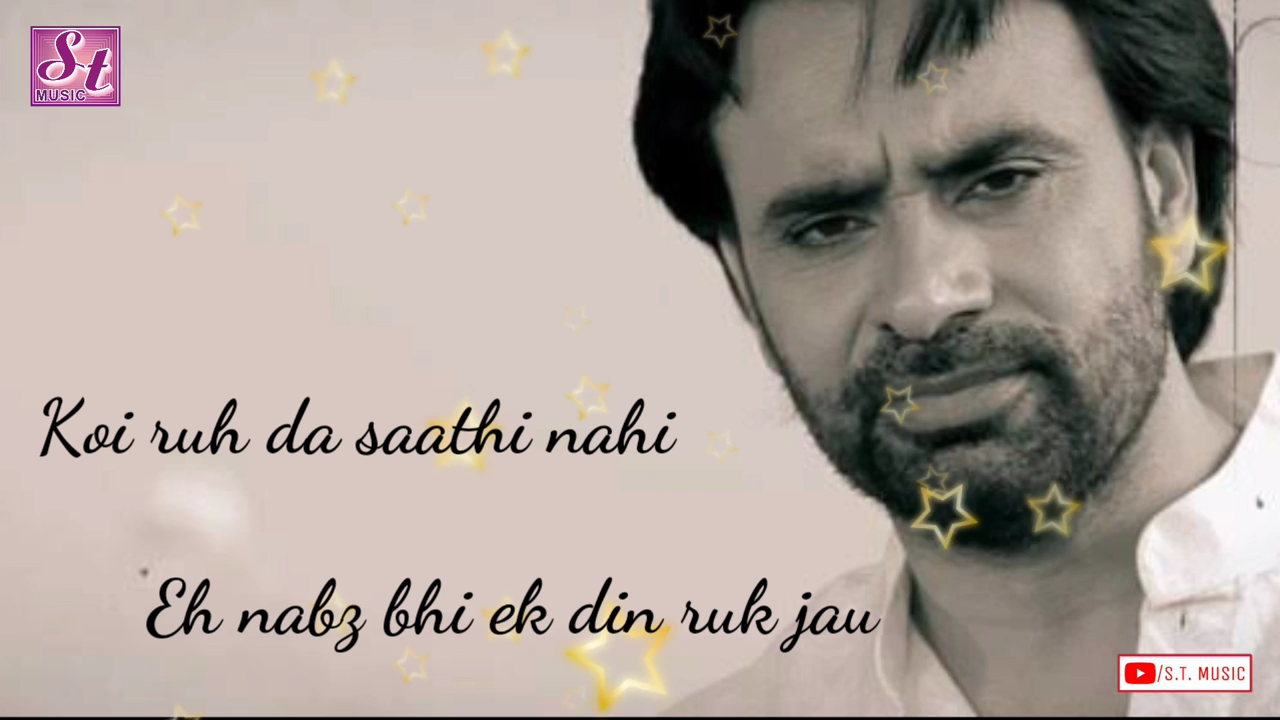 St
MUSIC
Koi ruh da saathi nahi
Eh nabz bhi ek din ruk jau
/S.T. MUSIC